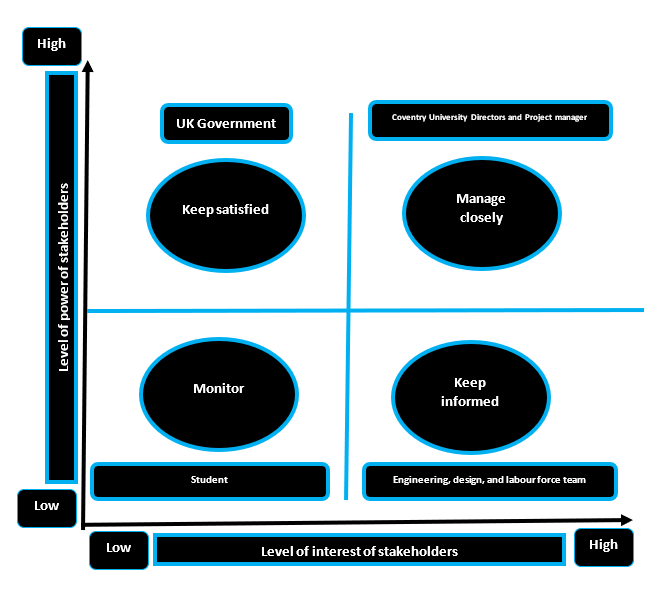 High
UK Government
Coventry University Directors and Project manager
Keep satisfied
Manage
closely
Level of power of stakeholders
Monitor
Keep
informed
Student
Engineering, design, and labour force team
Low
Low
Level of interest of stakeholders
High